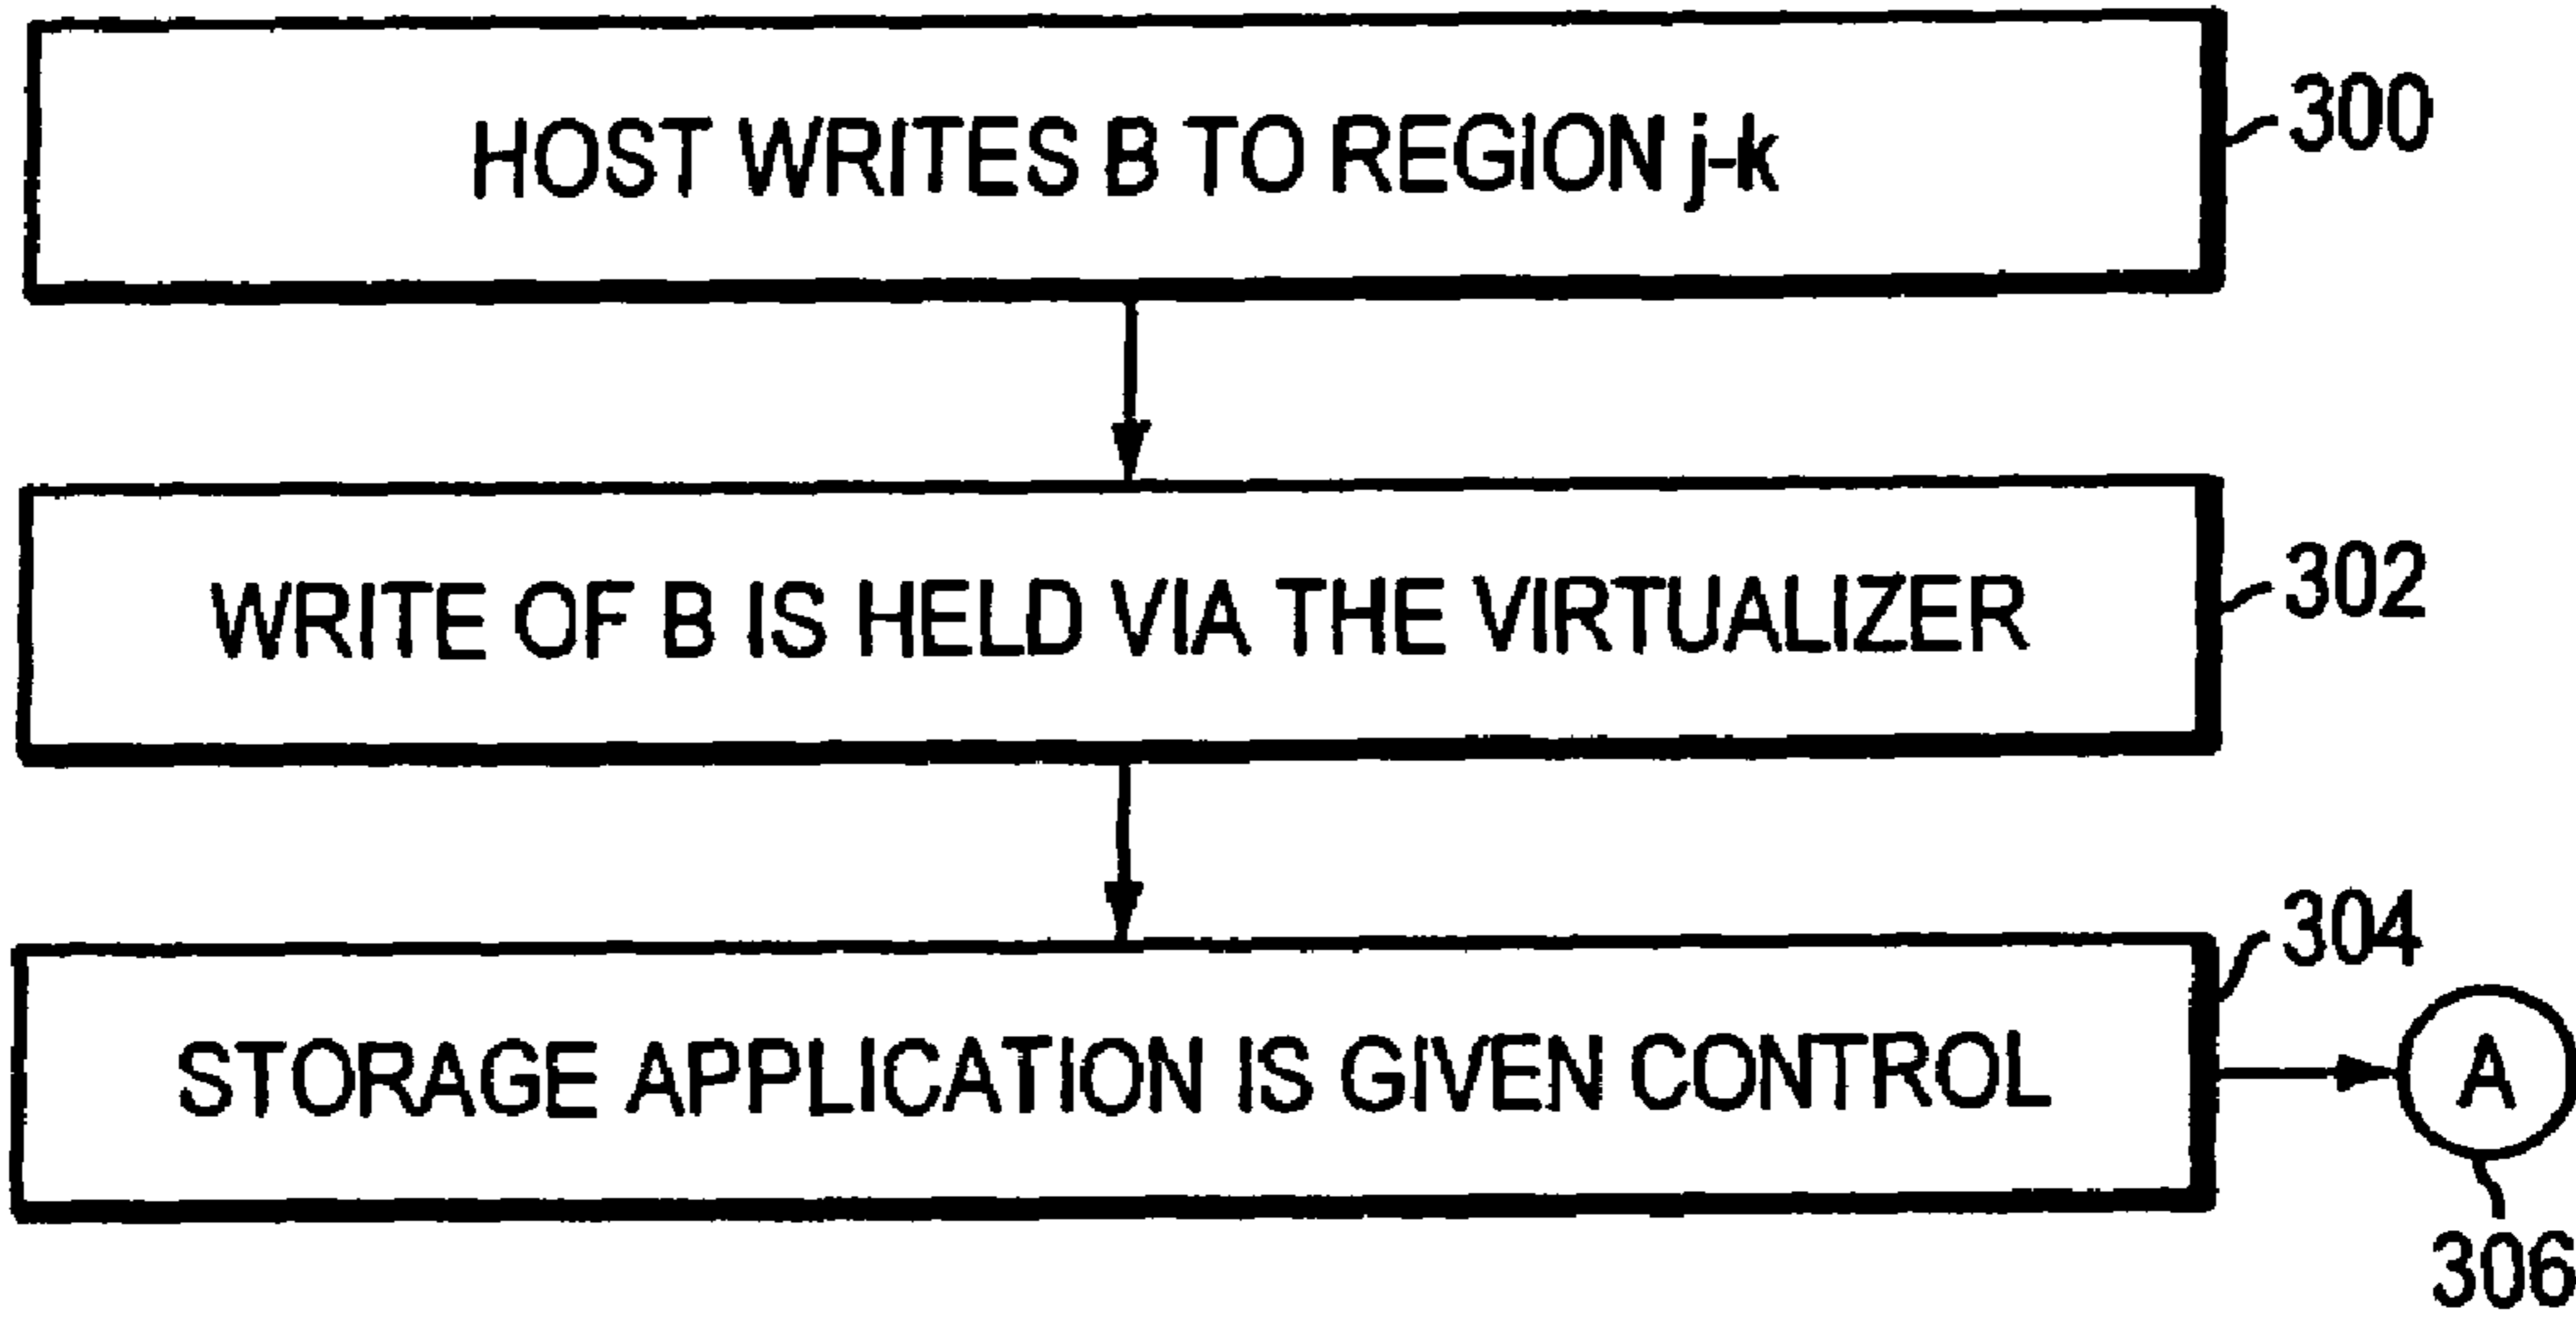 HOST WRITES B TO REGION j-k
300
WRITE OF B IS HELD VIA THE VIRTUALIZER
302
STORAGE APPLICATION IS GIVEN CONTROL
304
A
306